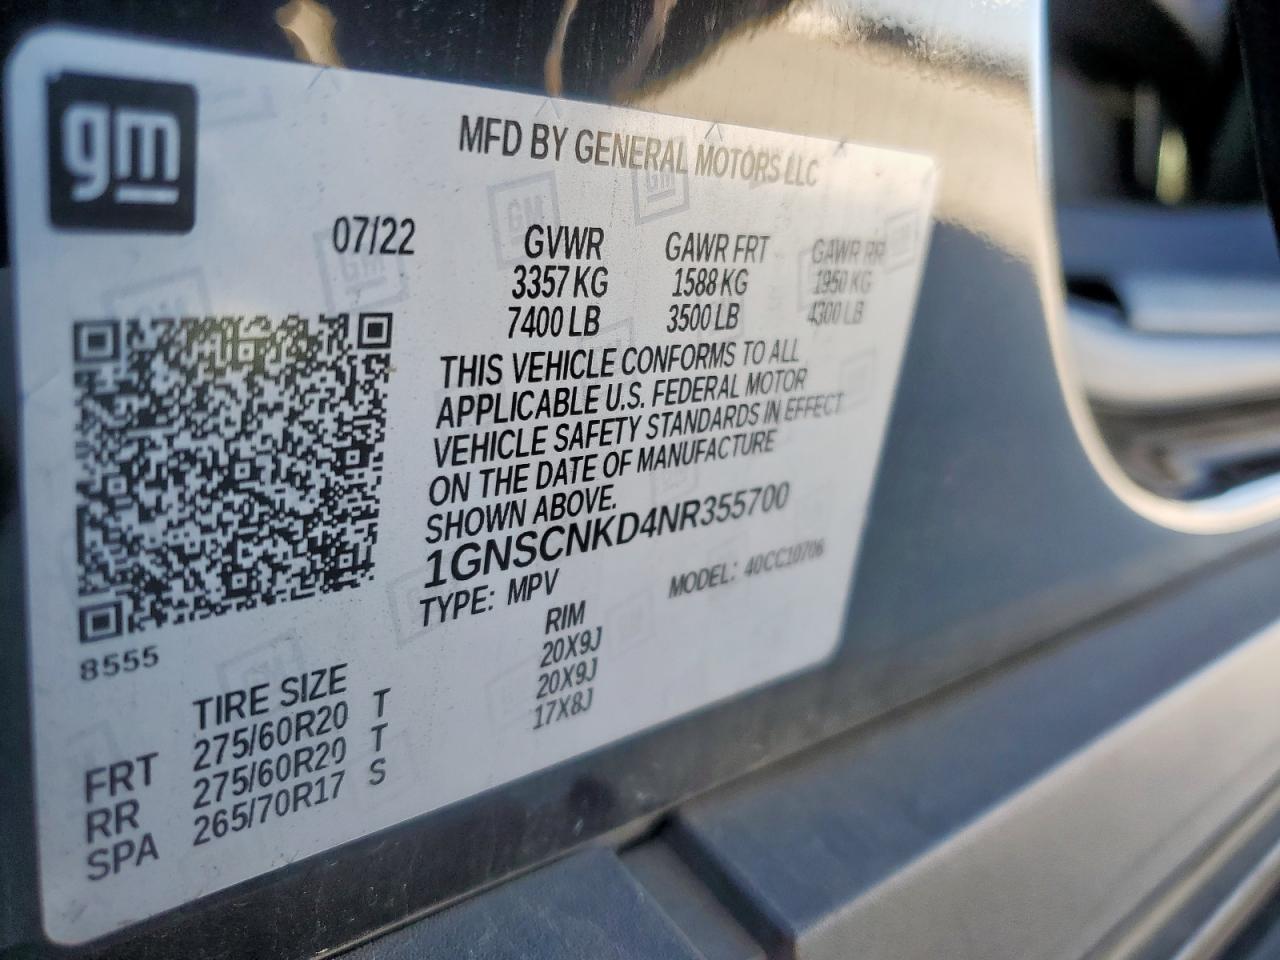 gm
MFD BY GENERAL MOTORS LLC
07/22 GVWR GAWR FRT GAWR RR
3357 KG 1588 KG 1950 KG
7400 LB 3500 LB 4300 LB
THIS VEHICLE CONFORMS TO ALL
APPLICABLE U.S. FEDERAL MOTOR
VEHICLE SAFETY STANDARDS IN EFFECT
ON THE DATE OF MANUFACTURE
SHOWN ABOVE.
1GNSCNKD4NR355700
TYPE: MPV MODEL: 40CC10706
8555
TIRE SIZE RIM
FRT 275/60R20 T 20X9J
RR 275/60R20 T 20X9J
SPA 265/70R17 S 17X8J